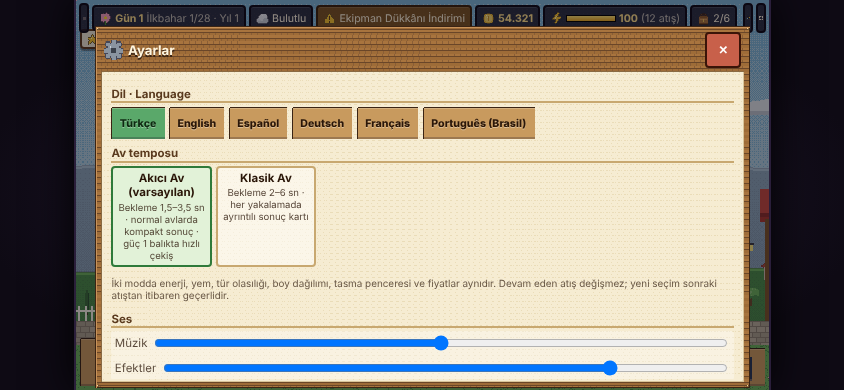 Gün 1 İlkbahar 1/28 · Yıl 1
Bulutlu
Ekipman Dükkânı İndirimi
54.321
100 (12 atış)
2/6
Ayarlar
×
Dil · Language
Türkçe
English
Español
Deutsch
Français
Português (Brasil)
Av temposu
Akıcı Av
(varsayılan)
Bekleme 1,5–3,5 sn
· normal avlarda
kompakt sonuç ·
güç 1 balıkta hızlı
çekiş
Klasik Av
Bekleme 2–6 sn ·
her yakalamada
ayrıntılı sonuç kartı
İki modda enerji, yem, tür olasılığı, boy dağılımı, tasma penceresi ve fiyatlar aynıdır. Devam eden atış değişmez; yeni seçim sonraki
atıştan itibaren geçerlidir.
Ses
Müzik
Efektler